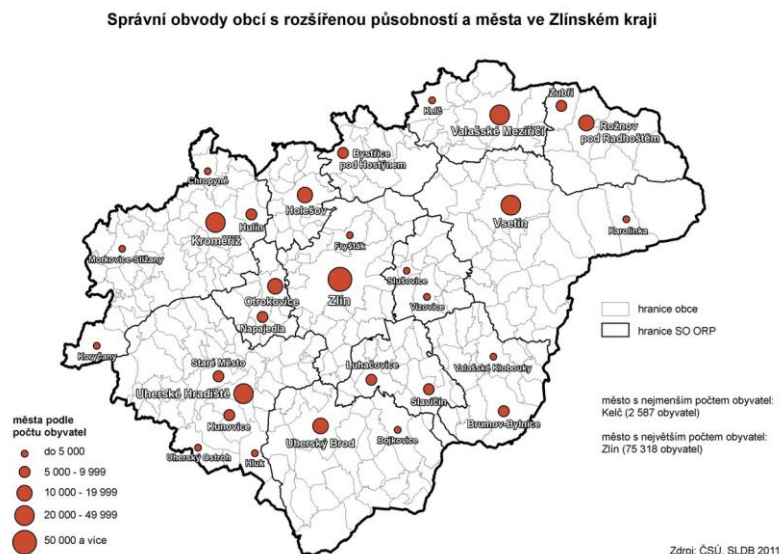 Správní obvody obcí s rozšířenou působností a města ve Zlínském kraji
Kelč
Zubří
Valašské Meziříčí
Rožnov
pod Radhoštěm
Bystřice
pod Hostýnem
Chropyně
Holešov
Hulín
Kroměříž
Vsetín
Karolinka
Morkovice-Slížany
Fryšták
Slušovice
Zlín
Otrokovice
Vizovice
Napajedla
hranice obce
hranice SO ORP
Koryčany
Staré Město
Luhačovice
Valašské Klobouky
Uherské Hradiště
Slavičín
Kunovice
Brumov-Bylnice
Uherský Brod
Bojkovice
Uherský Ostroh
Hluk
město s nejmenším počtem obyvatel:
Kelč (2 587 obyvatel)
město s největším počtem obyvatel:
Zlín (75 318 obyvatel)
města podle
počtu obyvatel
do 5 000
5 000 - 9 999
10 000 - 19 999
20 000 - 49 999
50 000 a více
Zdroj: ČSÚ, SLDB 2011